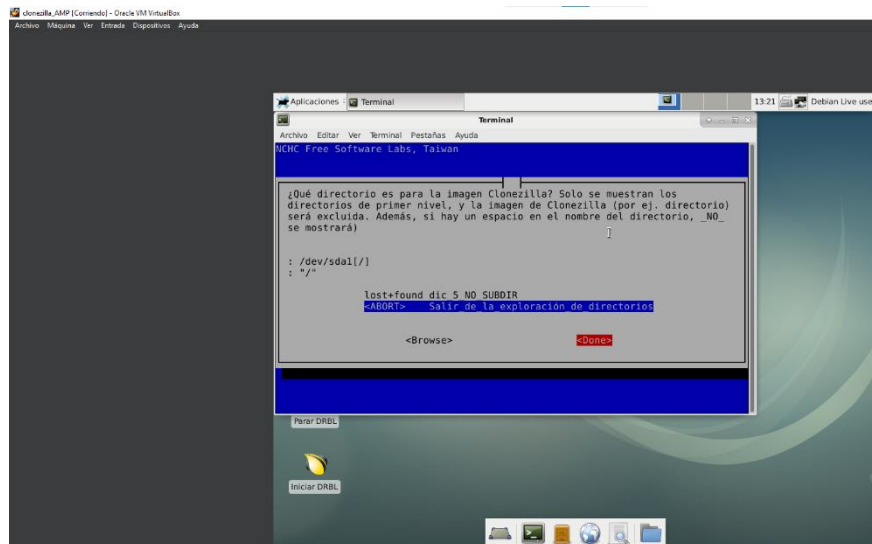 clonezilla_AMP [Corriendo] - Oracle VM VirtualBox
Archivo Máquina Ver Entrada Dispositivos Ayuda
Aplicaciones Terminal 13:21 Debian Live use
Terminal
Archivo Editar Ver Terminal Pestañas Ayuda
NCHC Free Software Labs, Taiwan
¿Qué directorio es para la imagen Clonezilla? Solo se muestran los
directorios de primer nivel, y la imagen de Clonezilla (por ej. directorio)
será excluida. Además, si hay un espacio en el nombre del directorio, _NO_
se mostrará)
: /dev/sda1[/]
: "/"
lost+found dic_5_NO_SUBDIR
<ABORT> Salir_de_la_exploración_de_directorios
<Browse> <Done>
Parar DRBL
Iniciar DRBL